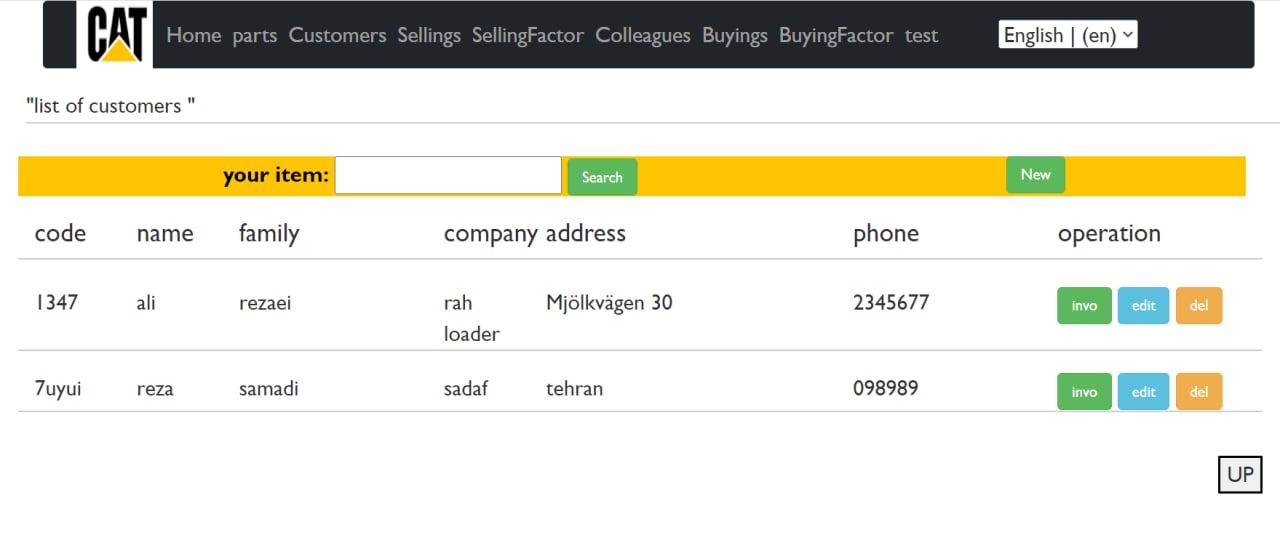 CAT Home parts Customers Sellings SellingFactor Colleagues Buyings BuyingFactor test English | (en)
"list of customers "
your item: Search New
code name family company address phone operation
1347 ali rezaei rah loader Mjölkvägen 30 2345677 invo edit del
7uyui reza samadi sadaf tehran 098989 invo edit del
UP